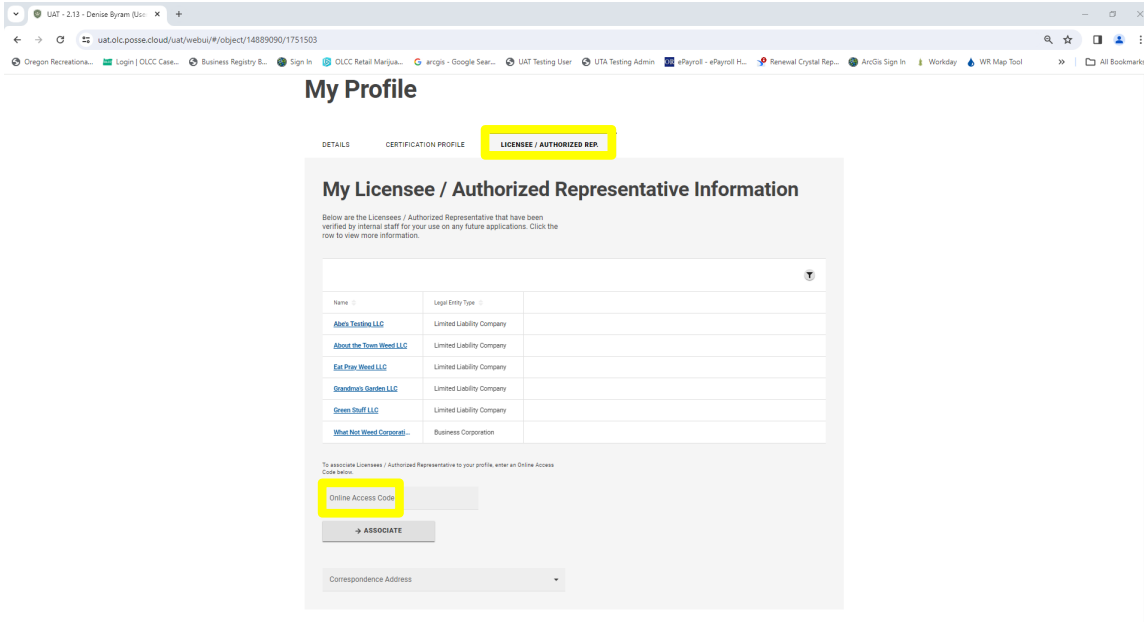 UAT - 2.13 - Denise Byram (Use
uat.olc.posse.cloud/uat/webui/#/object/14889090/1751503
Oregon Recreationa... Login | OLCC Case... Business Registry B... Sign In OLCC Retail Marijua... arcgis - Google Sear... UAT Testing User UTA Testing Admin OR ePayroll - ePayroll H... Renewal Crystal Rep... ArcGis Sign In Workday WR Map Tool » All Bookmarks
My Profile
DETAILS CERTIFICATION PROFILE LICENSEE / AUTHORIZED REP.
My Licensee / Authorized Representative Information
Below are the Licensees / Authorized Representative that have been
verified by internal staff for your use on any future applications. Click the
row to view more information.
Name Legal Entity Type
Abe's Testing LLC Limited Liability Company
About the Town Weed LLC Limited Liability Company
Eat Pray Weed LLC Limited Liability Company
Grandma's Garden LLC Limited Liability Company
Green Stuff LLC Limited Liability Company
What Not Weed Corporati... Business Corporation
To associate Licensees / Authorized Representative to your profile, enter an Online Access
Code below.
Online Access Code
→ ASSOCIATE
Correspondence Address